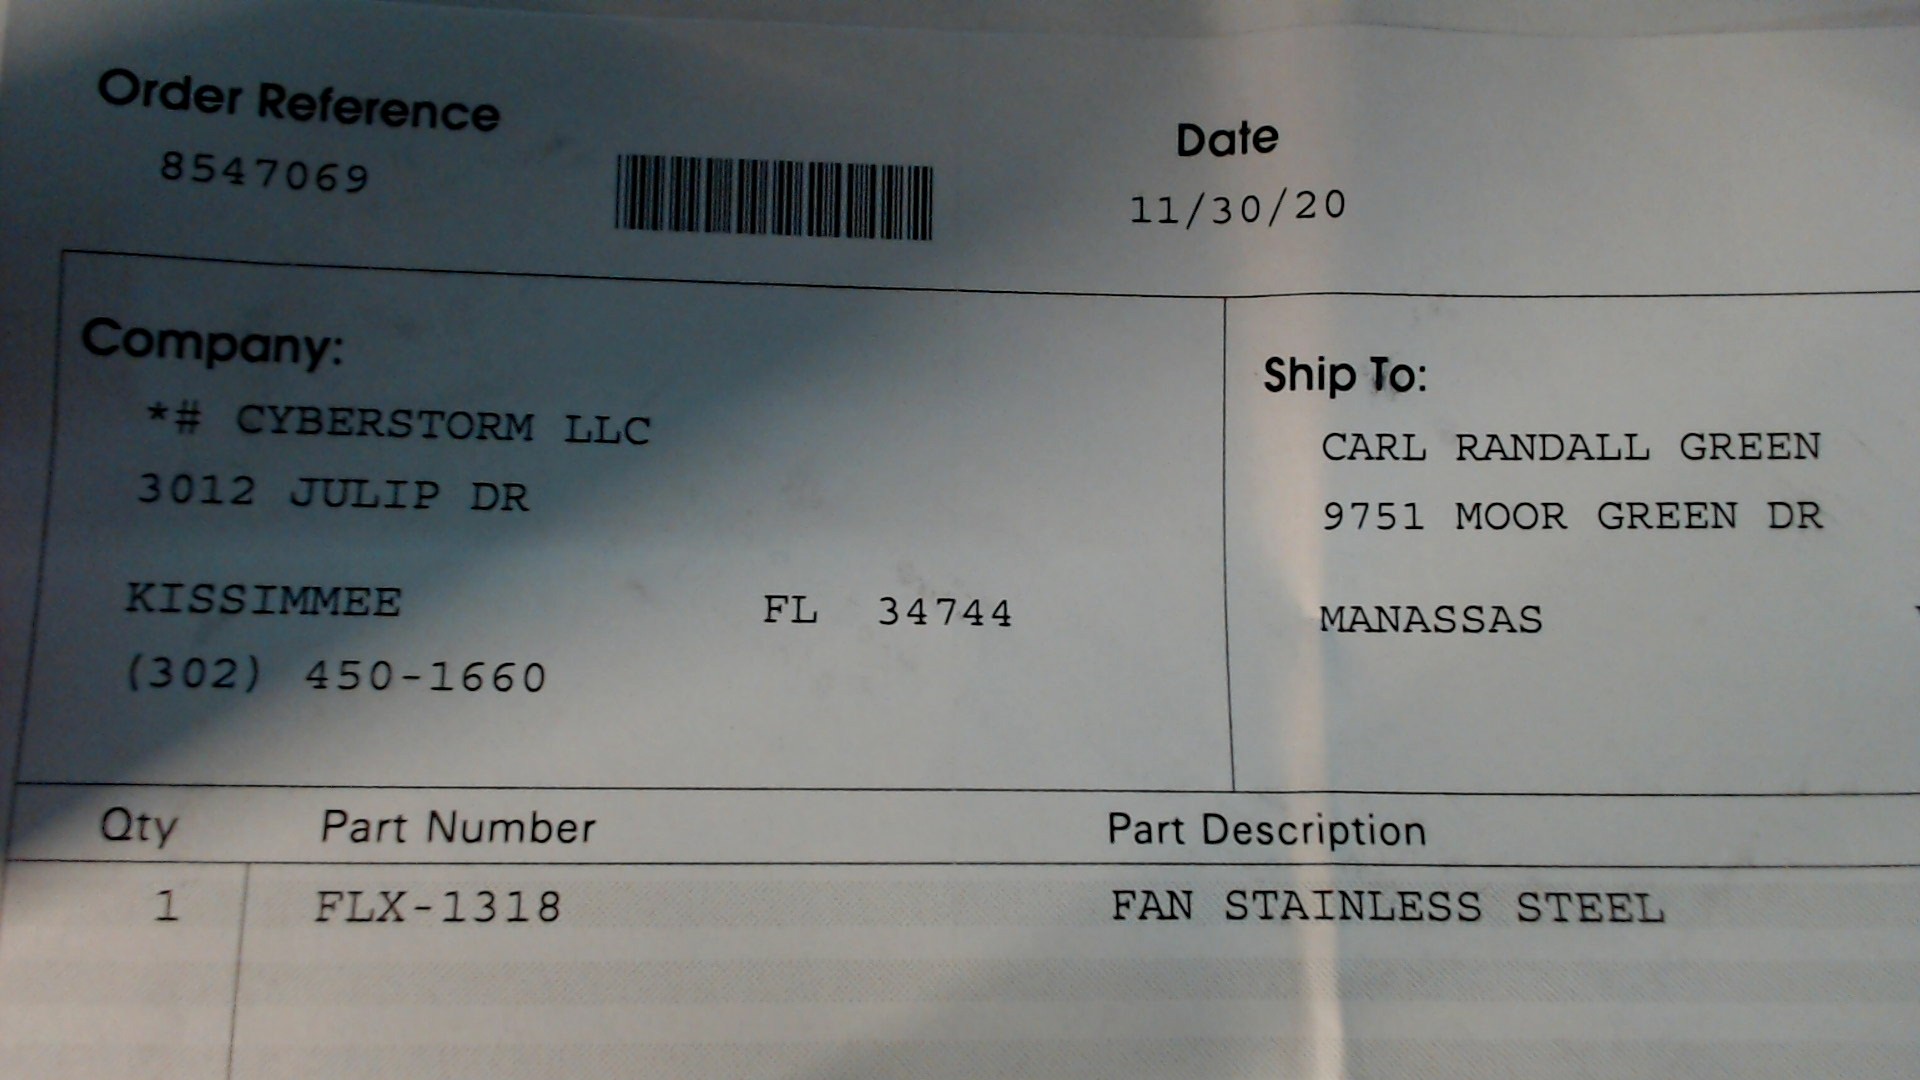 Order Reference
8547069
Date
11/30/20
Company:
*# CYBERSTORM LLC
3012 JULIP DR
KISSIMMEE FL 34744
(302) 450-1660
Ship To:
CARL RANDALL GREEN
9751 MOOR GREEN DR
MANASSAS
Qty Part Number Part Description
1 FLX-1318 FAN STAINLESS STEEL